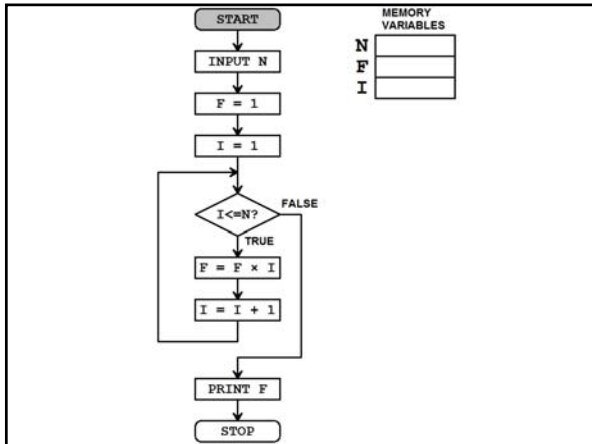 START
INPUT N
F = 1
I = 1
I<=N?
FALSE
TRUE
F = F × I
I = I + 1
PRINT F
STOP
MEMORY
VARIABLES
N
F
I